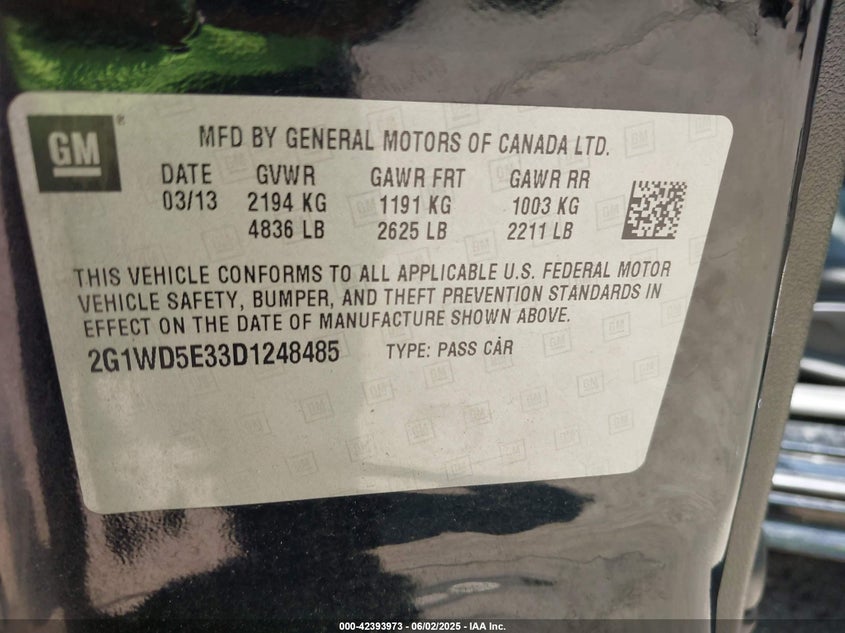 GM ®
MFD BY GENERAL MOTORS OF CANADA LTD.
DATE GVWR GAWR FRT GAWR RR
03/13 2194 KG 1191 KG 1003 KG
4836 LB 2625 LB 2211 LB
THIS VEHICLE CONFORMS TO ALL APPLICABLE U.S. FEDERAL MOTOR
VEHICLE SAFETY, BUMPER, AND THEFT PREVENTION STANDARDS IN
EFFECT ON THE DATE OF MANUFACTURE SHOWN ABOVE.
2G1WD5E33D1248485 TYPE: PASS CAR
000-42393973 - 06/02/2025 - IAA Inc.